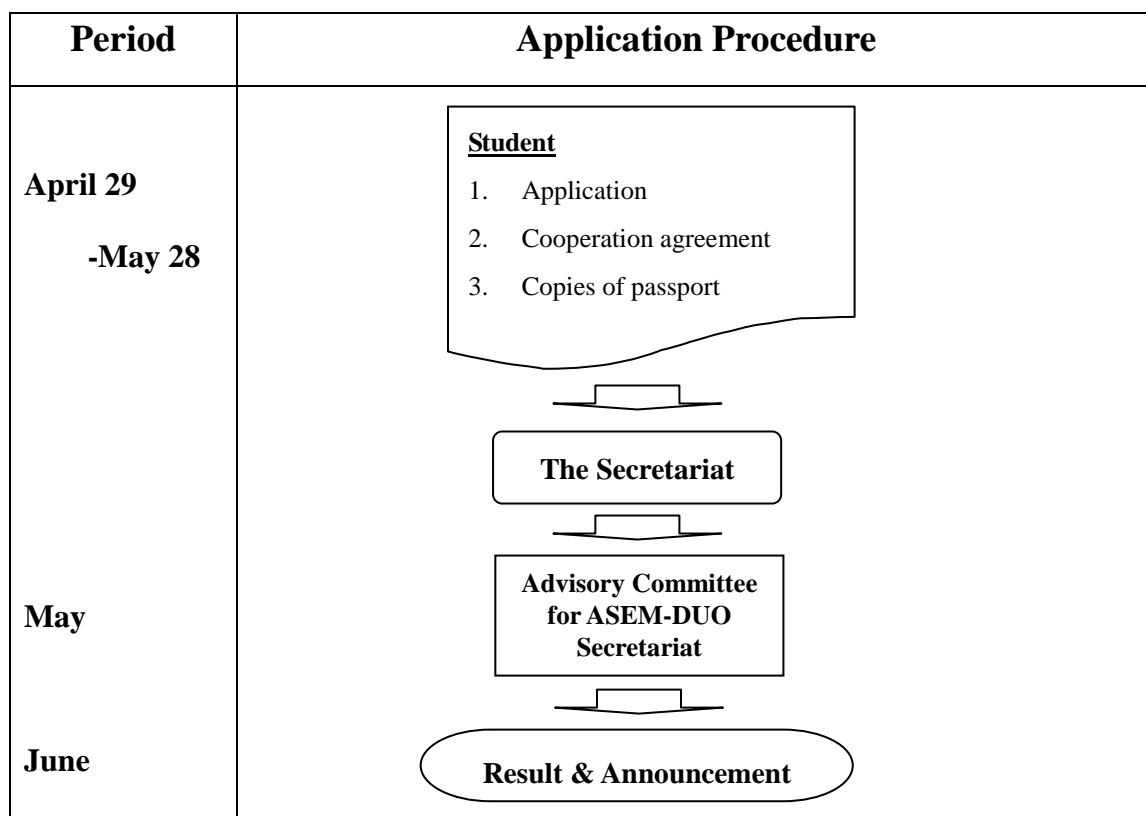 Period
Application Procedure
April 29
-May 28
Student
1. Application
2. Cooperation agreement
3. Copies of passport
The Secretariat
May
Advisory Committee
for ASEM-DUO
Secretariat
June
Result & Announcement